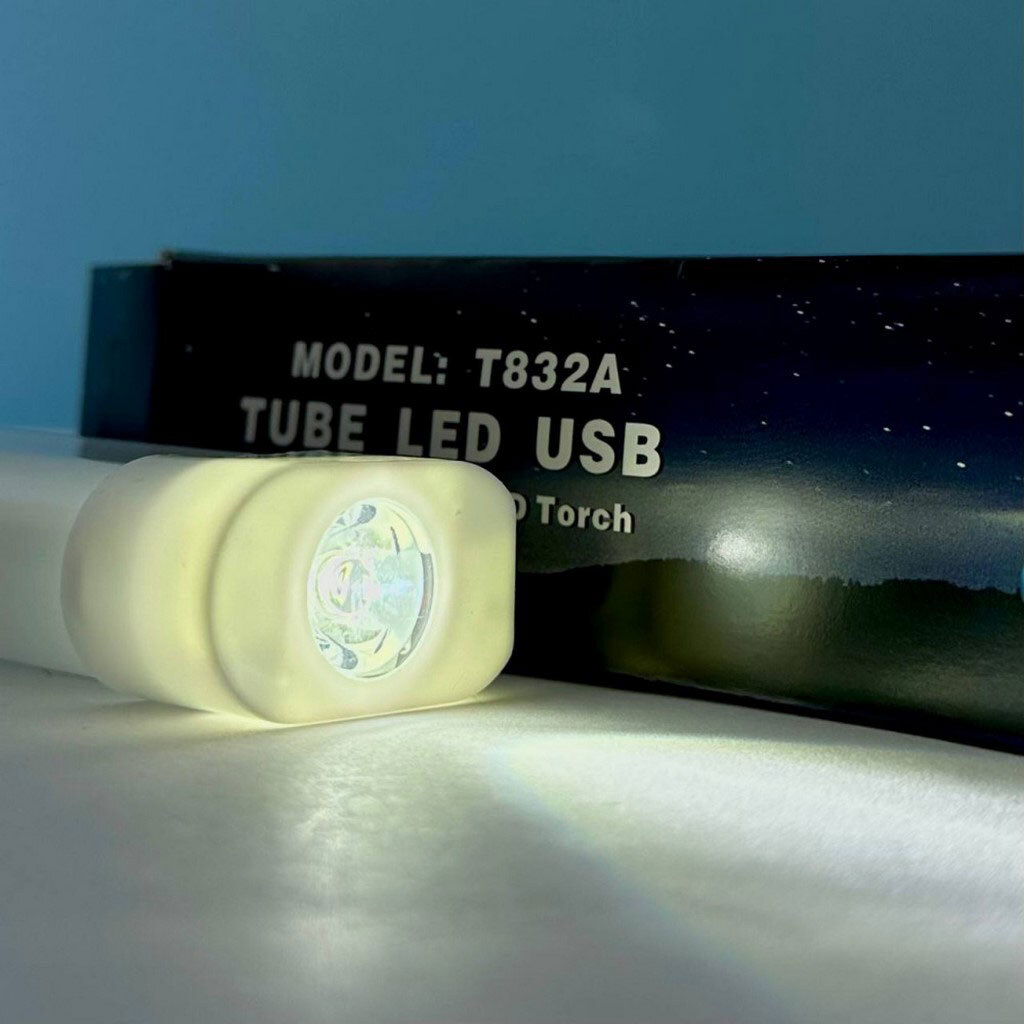 MODEL: T832A
TUBE LED USB
Torch